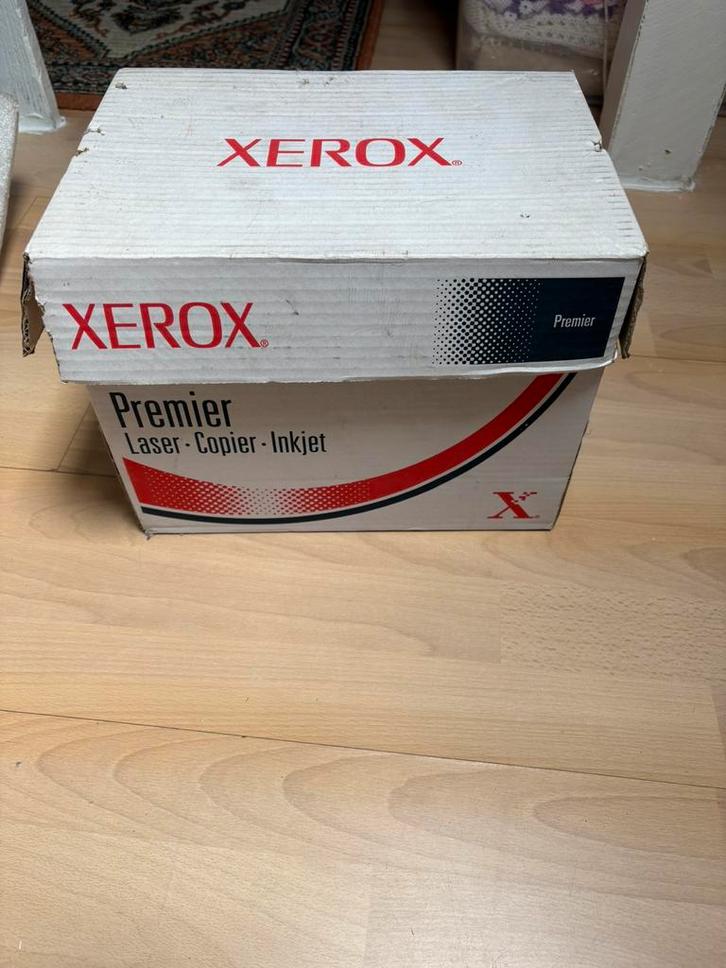 XEROX®
XEROX®
Premier
Premier
Laser · Copier · Inkjet
X